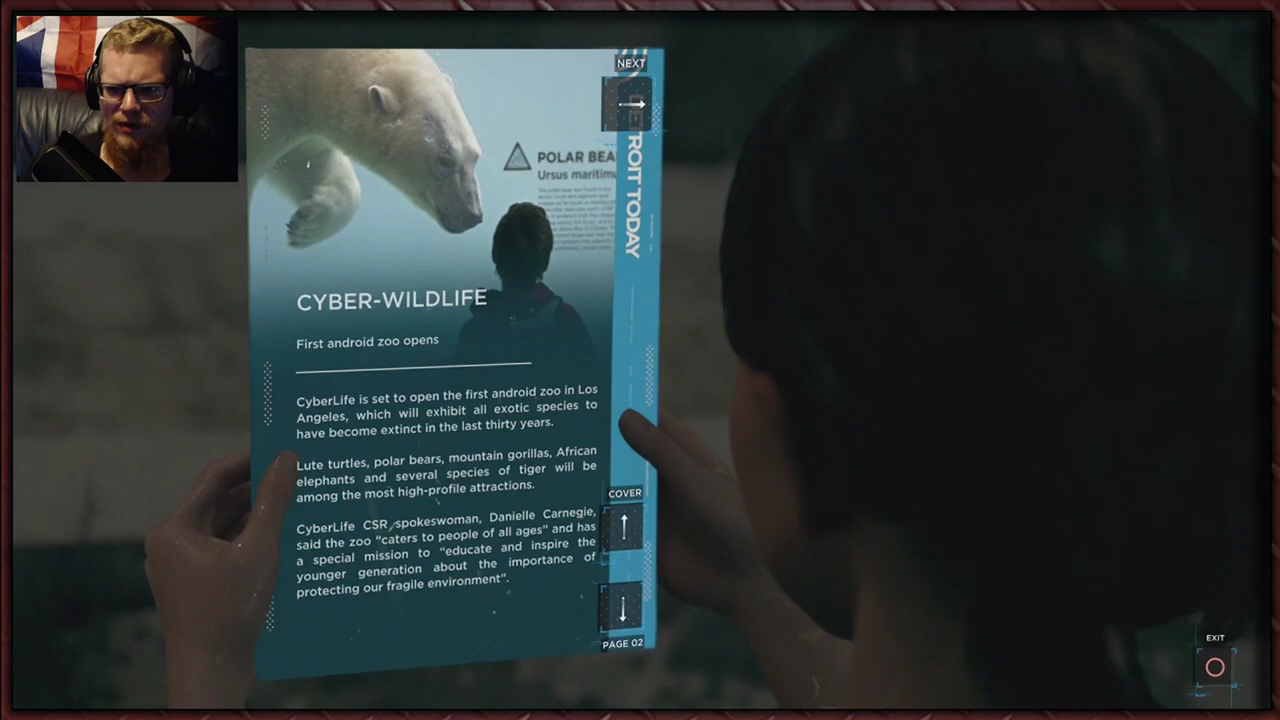 NEXT
DETROIT TODAY
POLAR BEA
Ursus maritimu
CYBER-WILDLIFE
First android zoo opens
CyberLife is set to open the first android zoo in Los
Angeles, which will exhibit all exotic species to
have become extinct in the last thirty years.
Lute turtles, polar bears, mountain gorillas, African
elephants and several species of tiger will be
among the most high-profile attractions.
CyberLife CSR spokeswoman, Danielle Carnegie,
said the zoo "caters to people of all ages" and has
a special mission to "educate and inspire the
younger generation about the importance of
protecting our fragile environment".
COVER
PAGE 02
EXIT